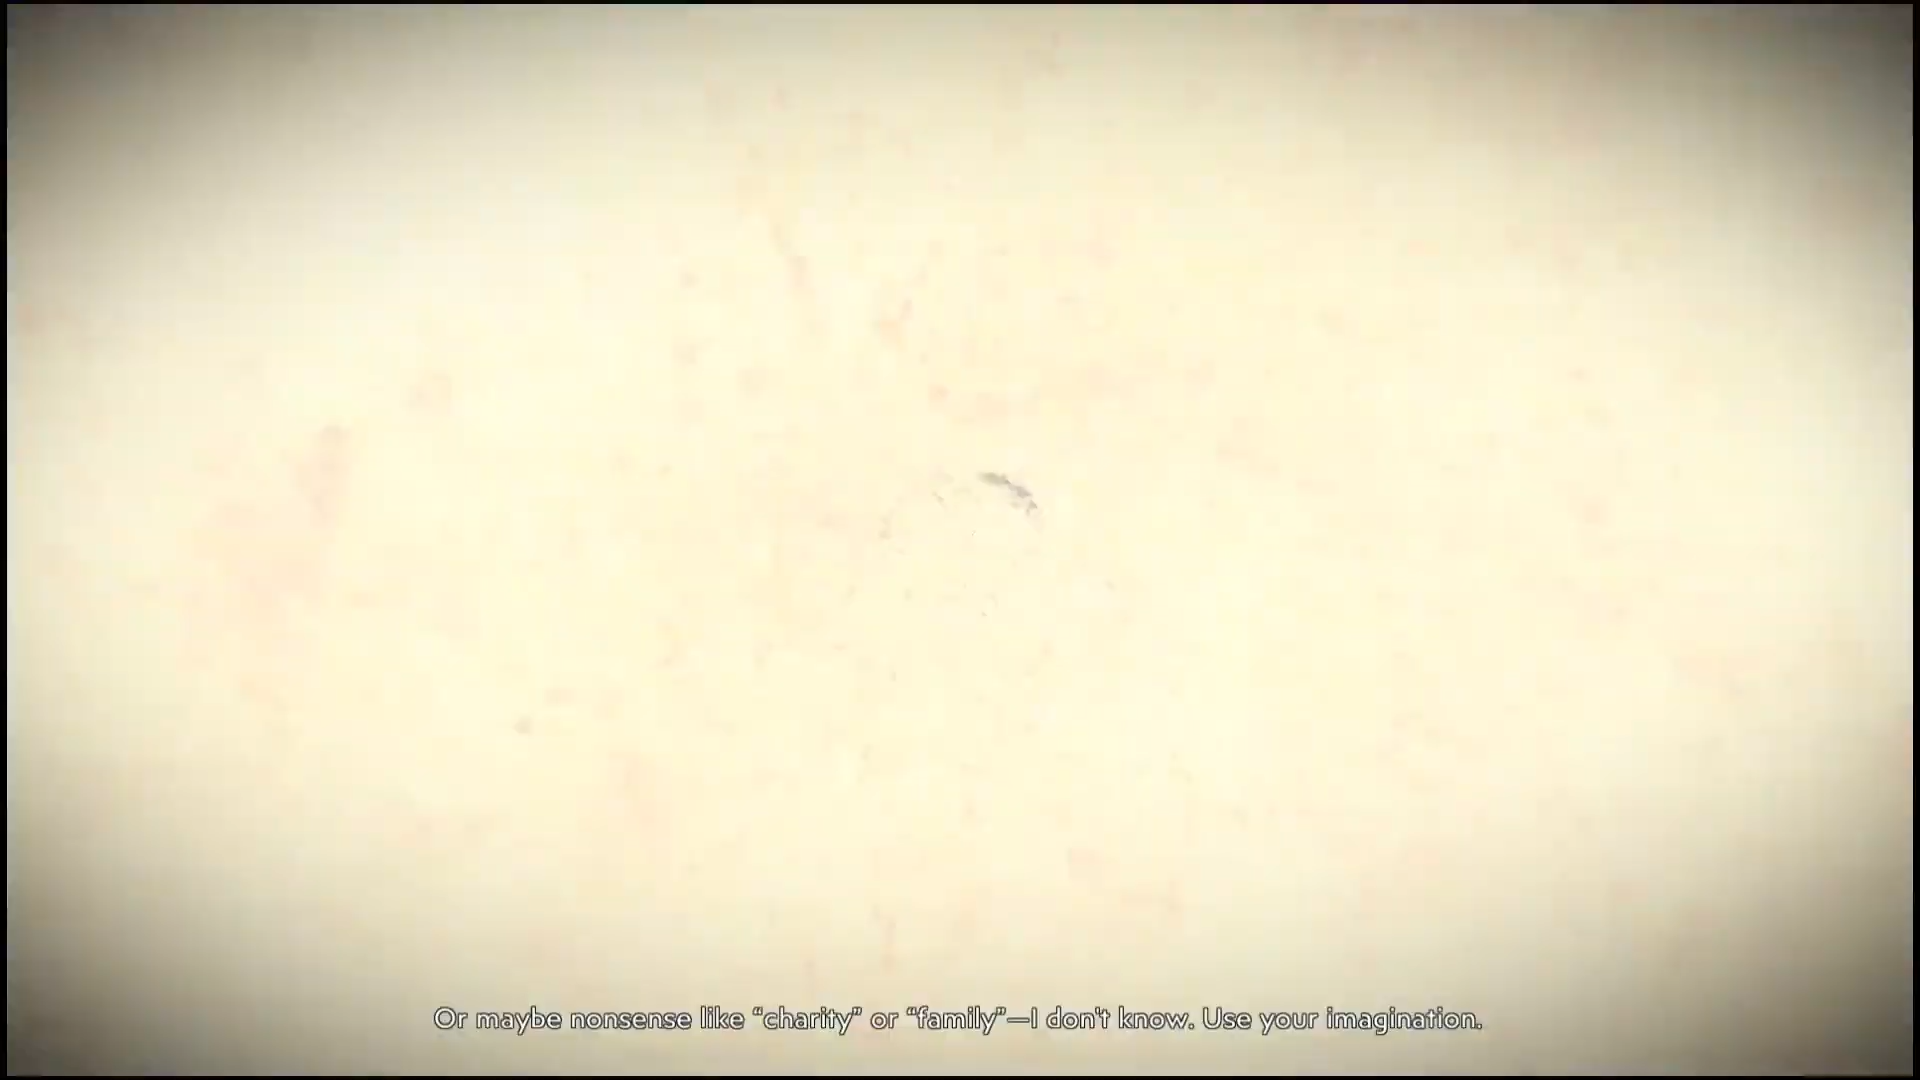 Or maybe nonsense like “charity” or “family”—I don't know. Use your imagination.